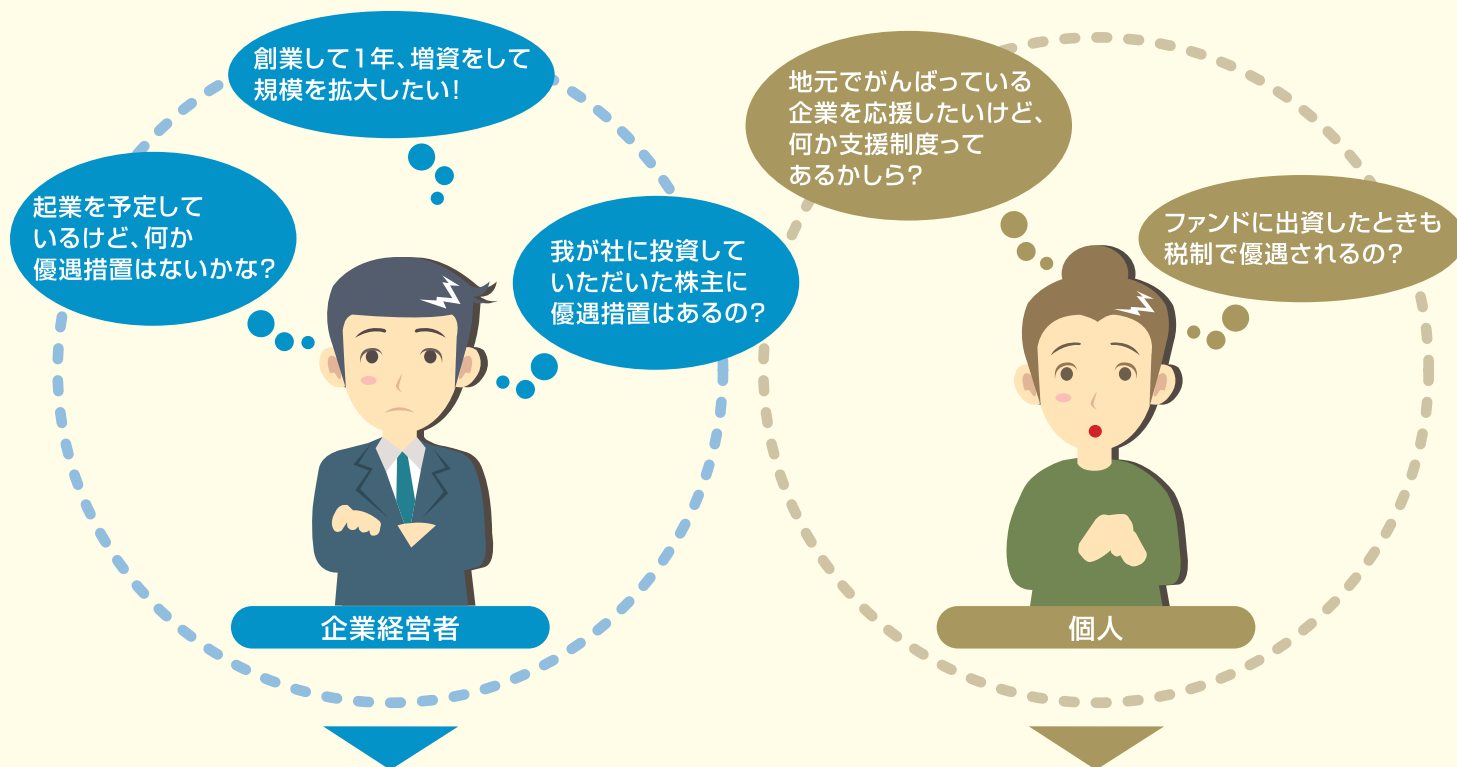 創業して1年、増資をして
規模を拡大したい!
起業を予定して
いるけど、何か
優遇措置はないかな?
我が社に投資して
いただいた株主に
優遇措置はあるの?
企業経営者
地元でがんばっている
企業を応援したいけど、
何か支援制度って
あるかしら?
ファンドに出資したときも
税制で優遇されるの?
個人